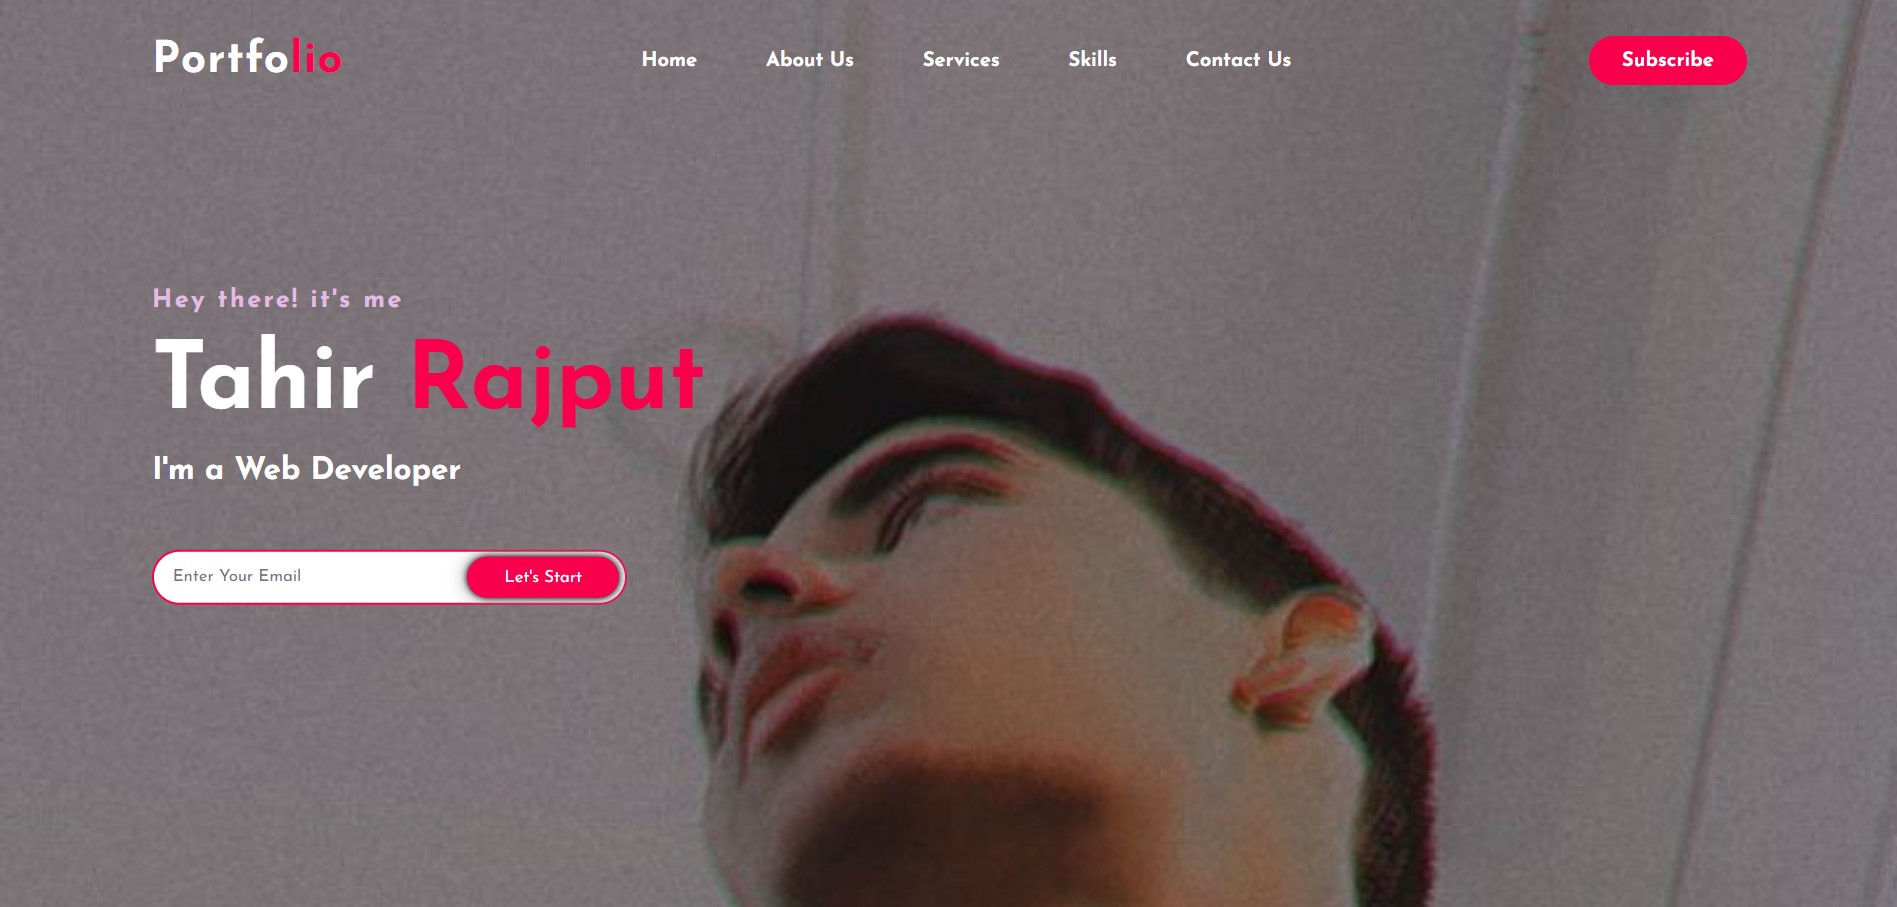 Portfolio
Home About Us Services Skills Contact Us
Subscribe
Hey there! it's me
Tahir Rajput
I'm a Web Developer
Enter Your Email Let's Start